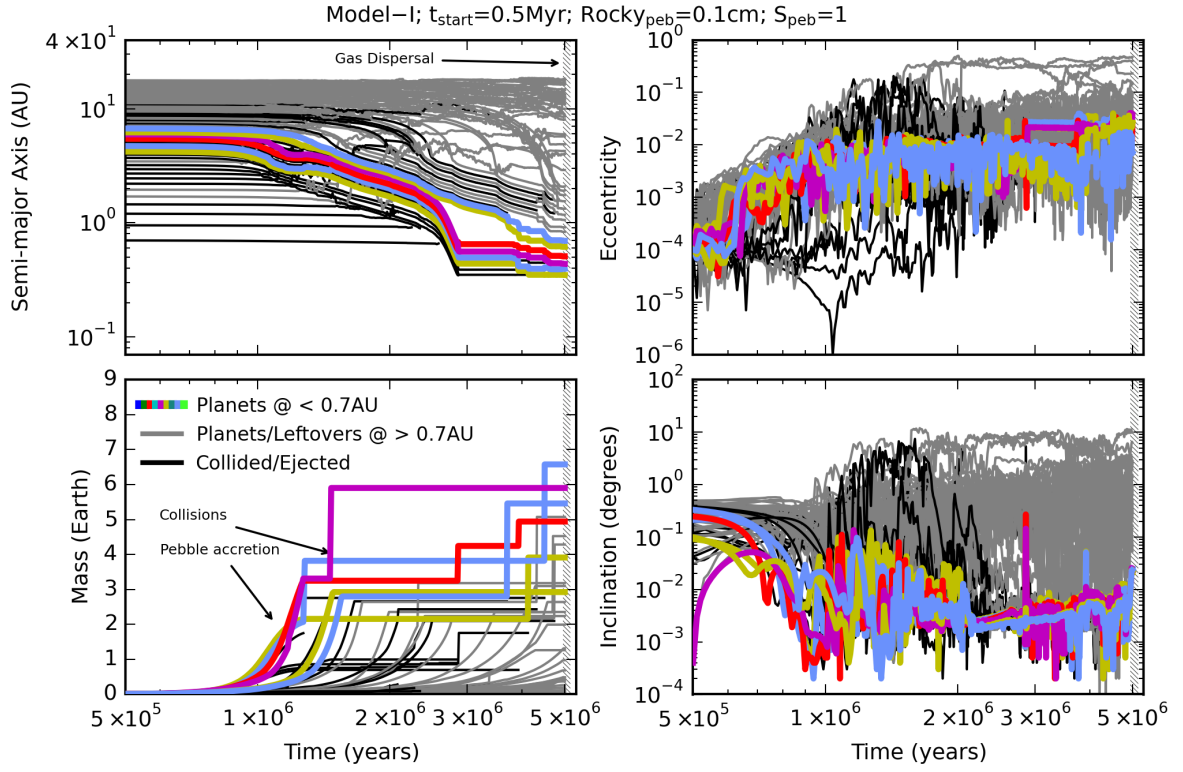 Model−I; t_start=0.5Myr; Rocky_peb=0.1cm; S_peb=1
4 ×10^1
10^1
10^0
10^−1
Semi-major Axis (AU)
Gas Dispersal
10^0
10^−1
10^−2
10^−3
10^−4
10^−5
10^−6
Eccentricity
9
8
7
6
5
4
3
2
1
0
Mass (Earth)
Planets @ < 0.7AU
Planets/Leftovers @ > 0.7AU
Collided/Ejected
Collisions
Pebble accretion
5 ×10^5
1 ×10^6
2 ×10^6
3 ×10^6
5 ×10^6
Time (years)
10^2
10^1
10^0
10^−1
10^−2
10^−3
10^−4
Inclination (degrees)
5 ×10^5
1 ×10^6
2 ×10^6
3 ×10^6
5 ×10^6
Time (years)